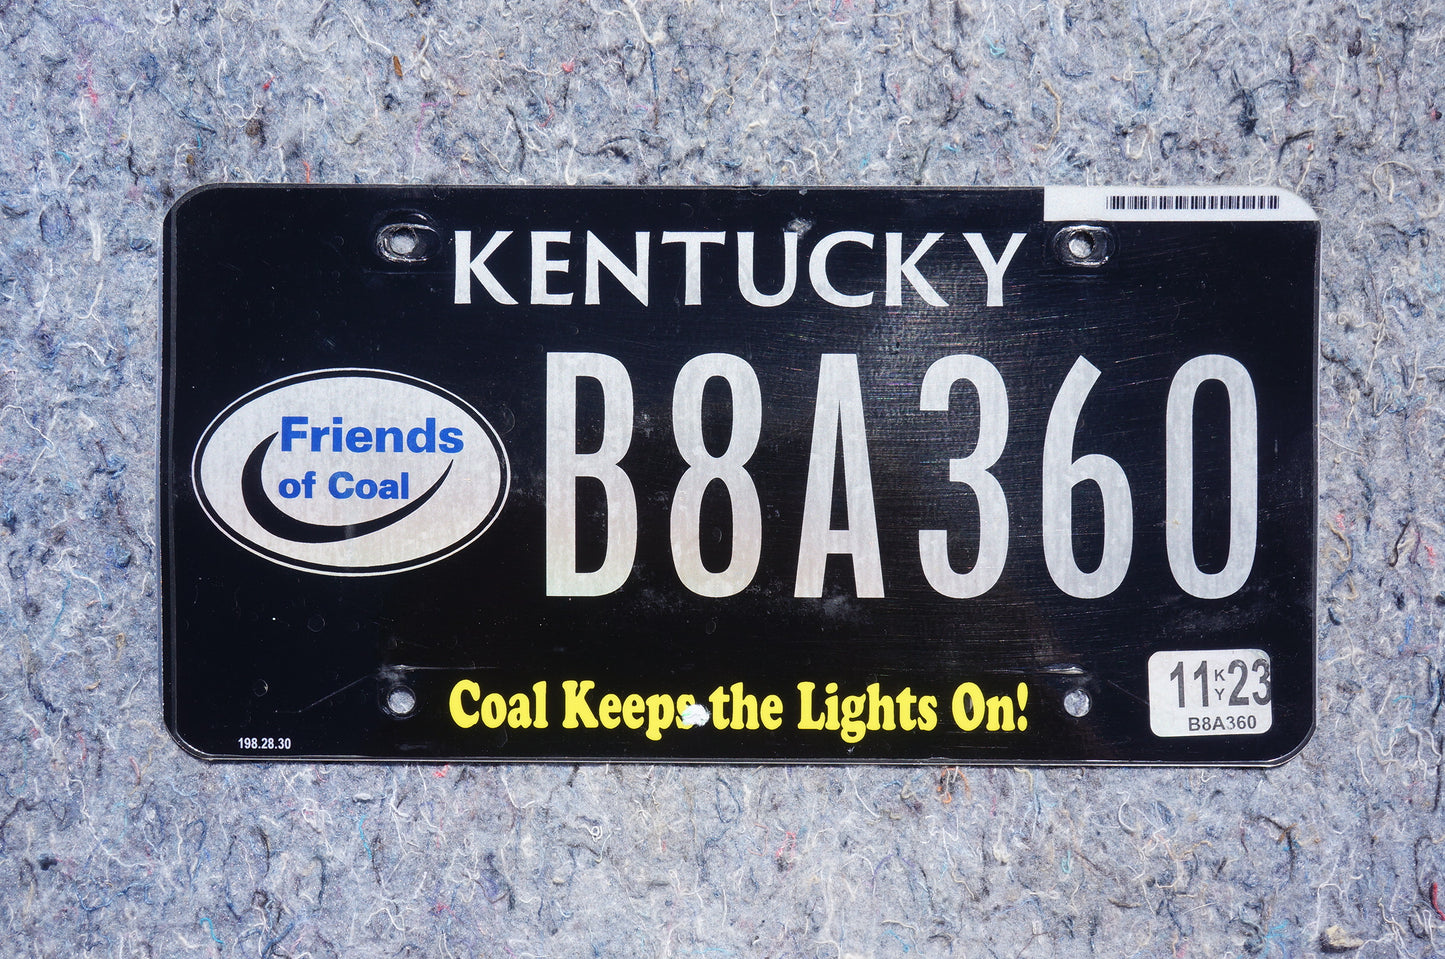 KENTUCKY
Friends
of Coal
B8A360
Coal Keeps the Lights On!
11 KY 23
B8A360
198.28.30